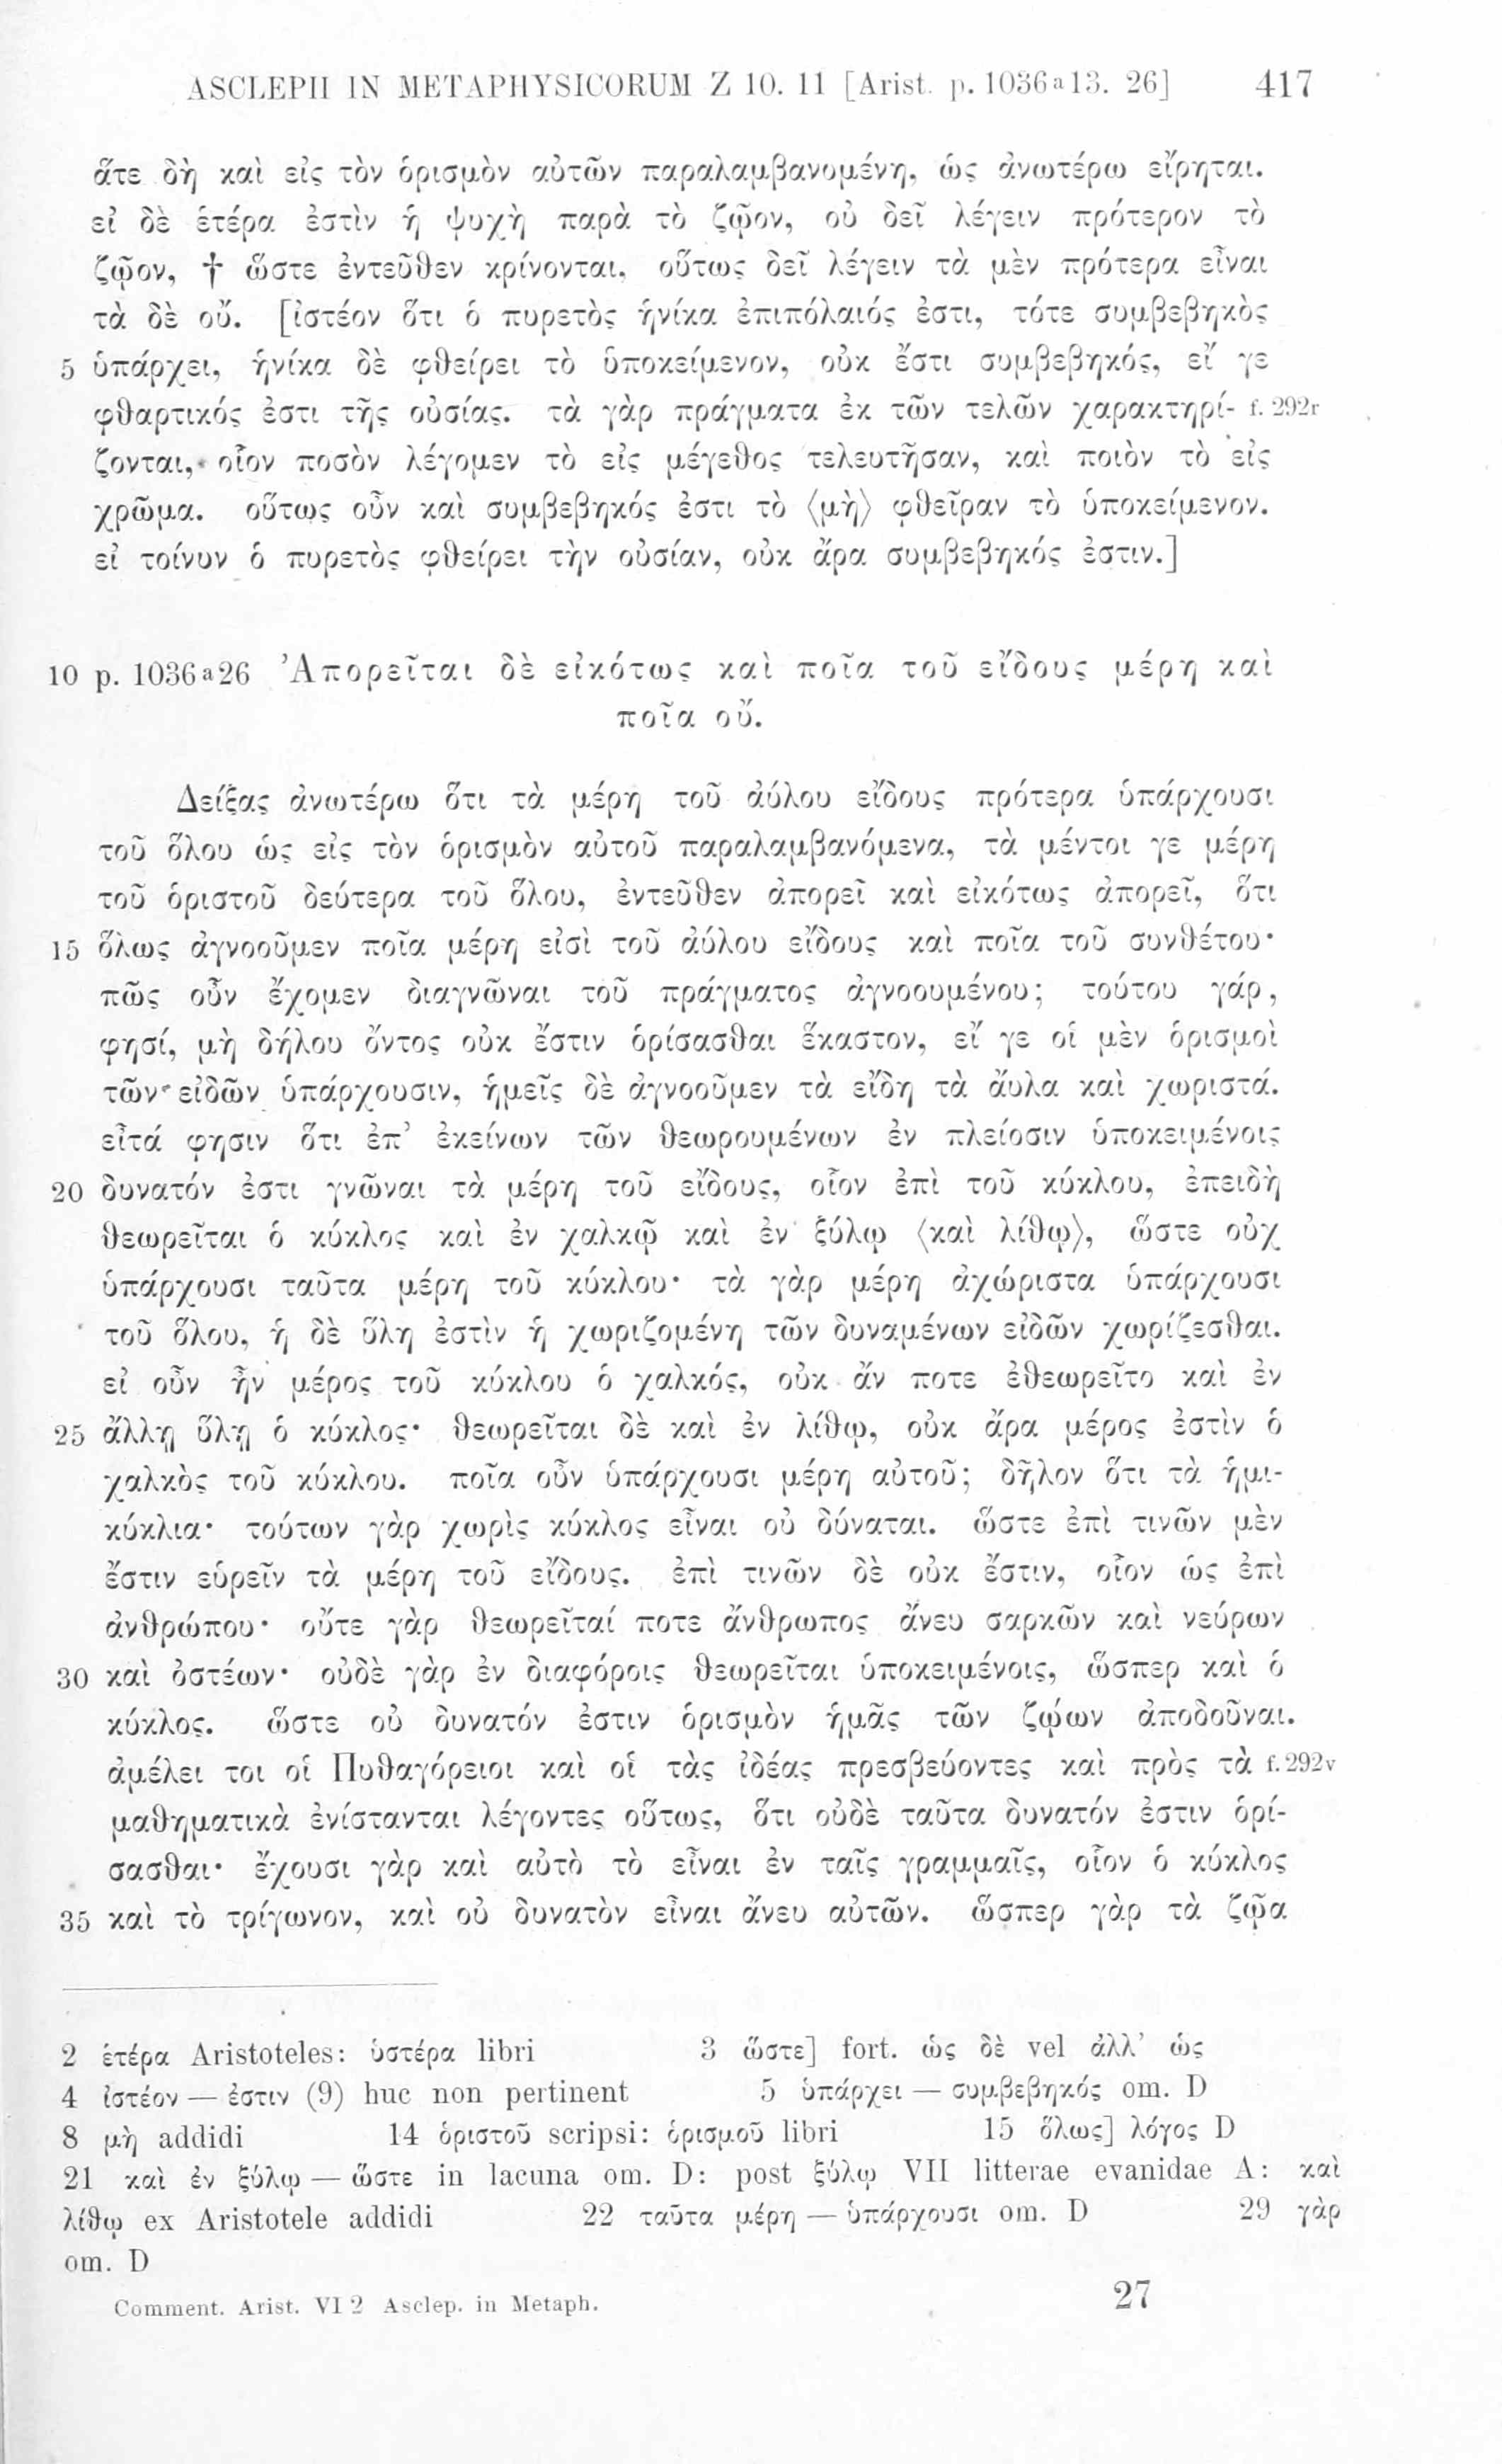 ASCLEPII IN METAPHYSICORUM Z 10. 11 [Arist. p. 1036a13. 26] 417
ἅτε δὴ καὶ εἰς τὸν ὁρισμὸν αὐτῶν παραλαμβανομένη, ὡς ἀνωτέρω εἴρηται.
εἰ δὲ ἑτέρα ἐστὶν ἡ ψυχὴ παρὰ τὸ ζῷον, οὐ δεῖ λέγειν πρότερον τὸ
ζῷον, † ὥστε ἐντεῦθεν κρίνονται, οὕτως δεῖ λέγειν τὰ μὲν πρότερα εἶναι
τὰ δὲ οὔ. [ἰστέον ὅτι ὁ πυρετὸς ἡνίκα ἐπιπόλαιός ἐστι, τότε συμβεβηκὸς
5 ὑπάρχει, ἡνίκα δὲ φθείρει τὸ ὑποκείμενον, οὐκ ἔστι συμβεβηκός, εἴ γε
φθαρτικός ἐστι τῆς οὐσίας. τὰ γὰρ πράγματα ἐκ τῶν τελῶν χαρακτηρί- f. 292r
ζονται, οἷον ποσὸν λέγομεν τὸ εἰς μέγεθος τελευτῆσαν, καὶ ποιὸν τὸ εἰς
χρῶμα. οὕτως οὖν καὶ συμβεβηκός ἐστι τὸ ⟨μὴ⟩ φθεῖραν τὸ ὑποκείμενον.
εἰ τοίνυν ὁ πυρετὸς φθείρει τὴν οὐσίαν, οὐκ ἄρα συμβεβηκός ἐστιν.]
10 p. 1036a26 Ἀπορεῖται δὲ εἰκότως καὶ ποῖα τοῦ εἴδους μέρη καὶ
ποῖα οὔ.
Δείξας ἀνωτέρω ὅτι τὰ μέρη τοῦ ἀύλου εἴδους πρότερα ὑπάρχουσι
τοῦ ὅλου ὡς εἰς τὸν ὁρισμὸν αὐτοῦ παραλαμβανόμενα, τὰ μέντοι γε μέρη
τοῦ ὁριστοῦ δεύτερα τοῦ ὅλου, ἐντεῦθεν ἀπορεῖ καὶ εἰκότως ἀπορεῖ, ὅτι
15 ὅλως ἀγνοοῦμεν ποῖα μέρη εἰσὶ τοῦ ἀύλου εἴδους καὶ ποῖα τοῦ συνθέτου·
πῶς οὖν ἔχομεν διαγνῶναι τοῦ πράγματος ἀγνοουμένου; τούτου γάρ,
φησί, μὴ δήλου ὄντος οὐκ ἔστιν ὁρίσασθαι ἕκαστον, εἴ γε οἱ μὲν ὁρισμοὶ
τῶν εἰδῶν ὑπάρχουσιν, ἡμεῖς δὲ ἀγνοοῦμεν τὰ εἴδη τὰ ἄυλα καὶ χωριστά.
εἶτά φησιν ὅτι ἐπ’ ἐκείνων τῶν θεωρουμένων ἐν πλείοσιν ὑποκειμένοις
20 δυνατόν ἐστι γνῶναι τὰ μέρη τοῦ εἴδους, οἷον ἐπὶ τοῦ κύκλου, ἐπειδὴ
θεωρεῖται ὁ κύκλος καὶ ἐν χαλκῷ καὶ ἐν ξύλῳ ⟨καὶ λίθῳ⟩, ὥστε οὐχ
ὑπάρχουσι ταῦτα μέρη τοῦ κύκλου· τὰ γὰρ μέρη ἀχώριστα ὑπάρχουσι
τοῦ ὅλου, ἡ δὲ ὕλη ἐστὶν ἡ χωριζομένη τῶν δυναμένων εἰδῶν χωρίζεσθαι.
εἰ οὖν ἦν μέρος τοῦ κύκλου ὁ χαλκός, οὐκ ἄν ποτε ἐθεωρεῖτο καὶ ἐν
25 ἄλλῃ ὕλῃ ὁ κύκλος· θεωρεῖται δὲ καὶ ἐν λίθῳ, οὐκ ἄρα μέρος ἐστὶν ὁ
χαλκὸς τοῦ κύκλου. ποῖα οὖν ὑπάρχουσι μέρη αὐτοῦ; δῆλον ὅτι τὰ ἡμι-
κύκλια· τούτων γὰρ χωρὶς κύκλος εἶναι οὐ δύναται. ὥστε ἐπὶ τινῶν μὲν
ἔστιν εὑρεῖν τὰ μέρη τοῦ εἴδους. ἐπὶ τινῶν δὲ οὐκ ἔστιν, οἷον ὡς ἐπὶ
ἀνθρώπου· οὔτε γὰρ θεωρεῖταί ποτε ἄνθρωπος ἄνευ σαρκῶν καὶ νεύρων
30 καὶ ὀστέων· οὐδὲ γὰρ ἐν διαφόροις θεωρεῖται ὑποκειμένοις, ὥσπερ καὶ ὁ
κύκλος. ὥστε οὐ δυνατόν ἐστιν ὁρισμὸν ἡμᾶς τῶν ζῴων ἀποδοῦναι.
ἀμέλει τοι οἱ Πυθαγόρειοι καὶ οἱ τὰς ἰδέας πρεσβεύοντες καὶ πρὸς τὰ f. 292v
μαθηματικὰ ἐνίστανται λέγοντες οὕτως, ὅτι οὐδὲ ταῦτα δυνατόν ἐστιν ὁρί-
σασθαι· ἔχουσι γὰρ καὶ αὐτὸ τὸ εἶναι ἐν ταῖς γραμμαῖς, οἷον ὁ κύκλος
35 καὶ τὸ τρίγωνον, καὶ οὐ δυνατὸν εἶναι ἄνευ αὐτῶν. ὥσπερ γὰρ τὰ ζῷα
2 ἑτέρα Aristoteles: ὑστέρα libri 3 ὥστε] fort. ὡς δὲ vel ἀλλ’ ὡς
4 ἰστέον — ἐστιν (9) huc non pertinent 5 ὑπάρχει — συμβεβηκός om. D
8 μὴ addidi 14 ὁριστοῦ scripsi: ὁρισμοῦ libri 15 ὅλως] λόγος D
21 καὶ ἐν ξύλῳ — ὥστε in lacuna om. D: post ξύλῳ VII litterae evanidae A: καὶ
λίθῳ ex Aristotele addidi 22 ταῦτα μέρη — ὑπάρχουσι om. D 29 γὰρ
om. D
Comment. Arist. VI 2 Asclep. in Metaph. 27